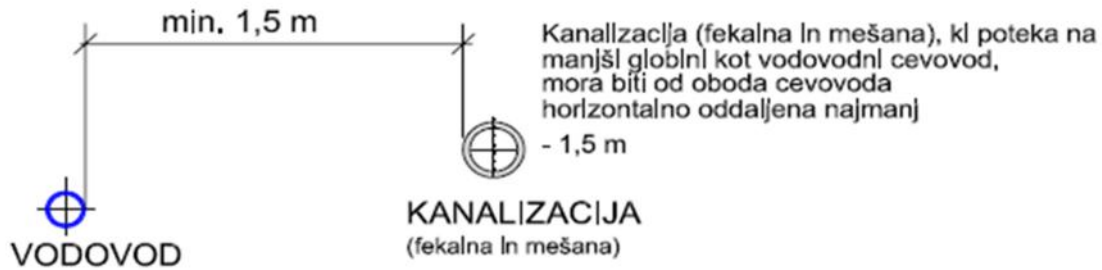 min. 1,5 m
Kanalizacija (fekalna in mešana), ki poteka na
manjši globini kot vodovodni cevovod,
mora biti od oboda cevovoda
horizontalno oddaljena najmanj
- 1,5 m
KANALIZACIJA
(fekalna in mešana)
VODOVOD